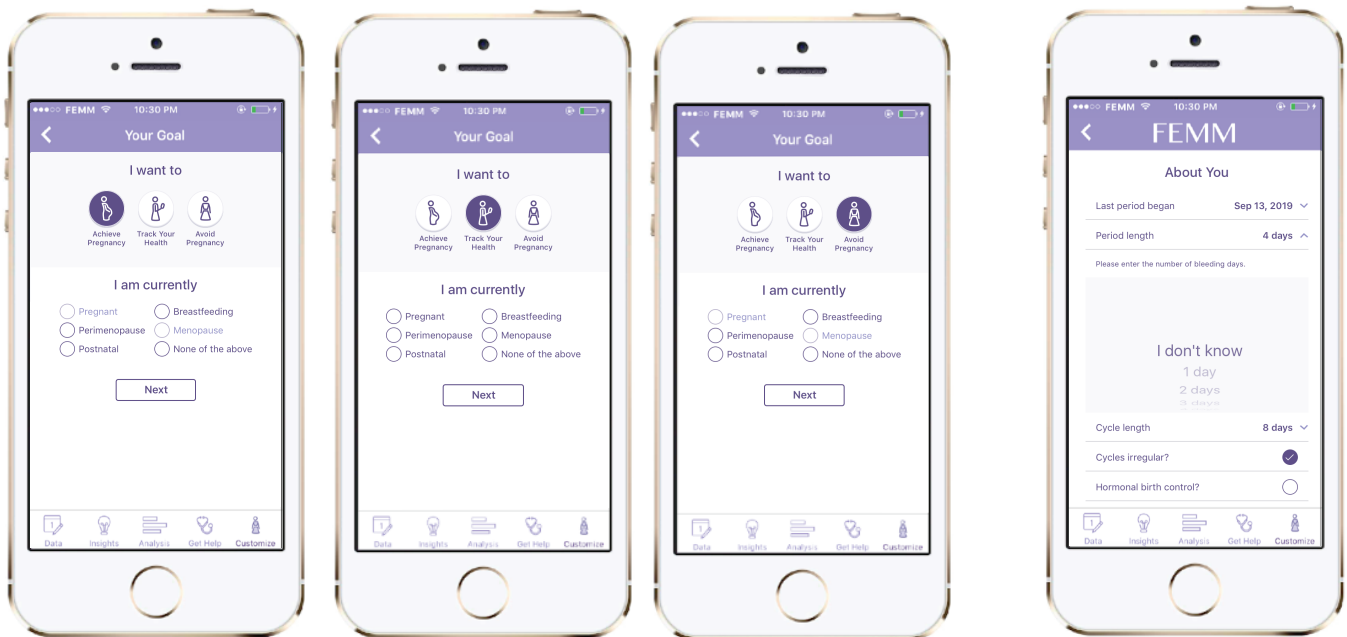 FEMM 10:30 PM
Your Goal
I want to
Achieve Pregnancy
Track Your Health
Avoid Pregnancy
I am currently
Pregnant
Breastfeeding
Perimenopause
Menopause
Postnatal
None of the above
Next
Data Insights Analysis Get Help Customize
FEMM 10:30 PM
Your Goal
I want to
Achieve Pregnancy
Track Your Health
Avoid Pregnancy
I am currently
Pregnant
Breastfeeding
Perimenopause
Menopause
Postnatal
None of the above
Next
1
Data Insights Analysis Get Help Customize
FEMM 10:30 PM
Your Goal
I want to
Achieve Pregnancy
Track Your Health
Avoid Pregnancy
I am currently
Pregnant
Breastfeeding
Perimenopause
Menopause
Postnatal
None of the above
Next
1
Data Insights Analysis Get Help Customize
FEMM 10:30 PM
FEMM
About You
Last period began Sep 13, 2019
Period length 4 days
Please enter the number of bleeding days.
I don't know
1 day
2 days
3 days
Cycle length 8 days
Cycles irregular?
Hormonal birth control?
1
Data Insights Analysis Get Help Customize